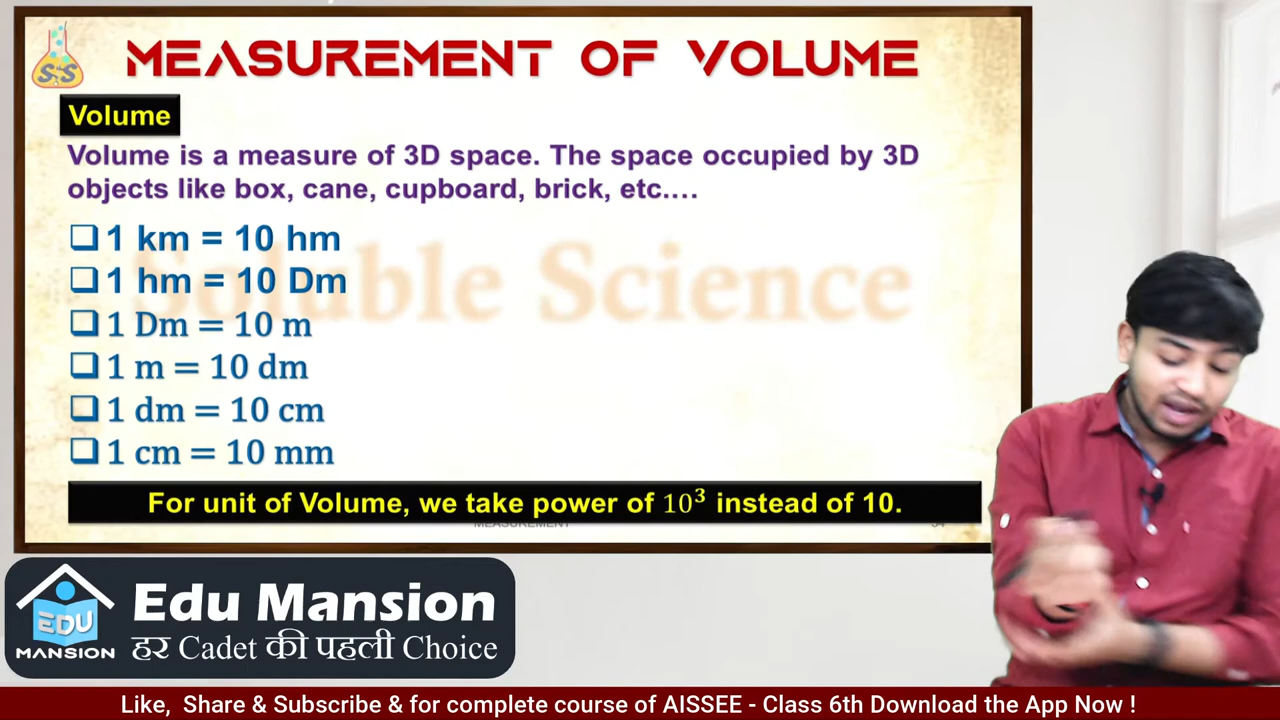 S+S
MEASUREMENT OF VOLUME
Volume
Volume is a measure of 3D space. The space occupied by 3D
objects like box, cane, cupboard, brick, etc.…
Soluble Science
❑ 1 km = 10 hm
❑ 1 hm = 10 Dm
❑ 1 Dm = 10 m
❑ 1 m = 10 dm
❑ 1 dm = 10 cm
❑ 1 cm = 10 mm
For unit of Volume, we take power of 10³ instead of 10.
MEASUREMENT
EDU
MANSION
Edu Mansion
हर Cadet की पहली Choice
Like, Share & Subscribe & for complete course of AISSEE - Class 6th Download the App Now !